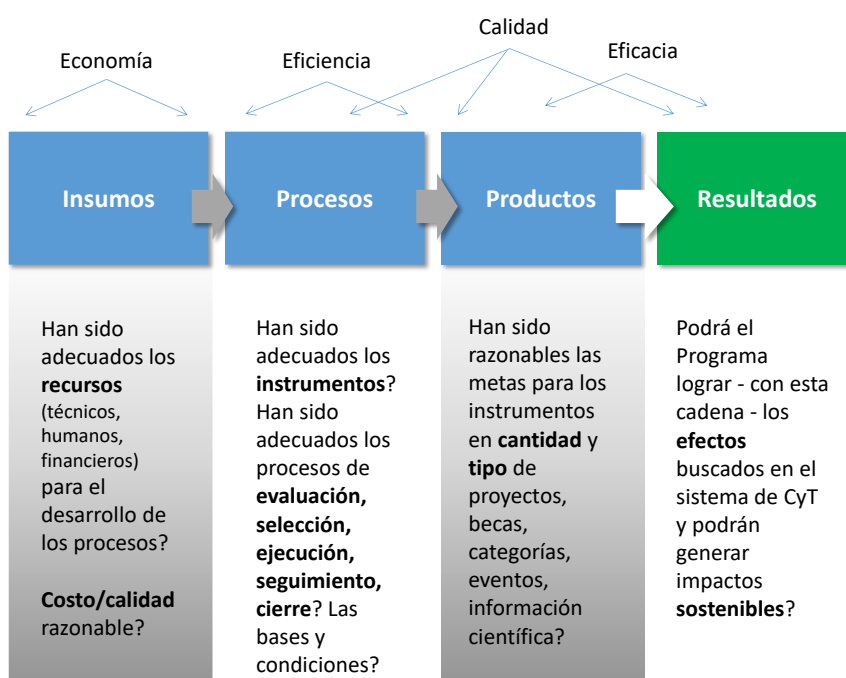 Calidad
Economía
Eficiencia
Eficacia
Insumos
Procesos
Productos
Resultados
Han sido
adecuados los
recursos
(técnicos,
humanos,
financieros)
para el
desarrollo de
los procesos?
Costo/calidad
razonable?
Han sido
adecuados los
instrumentos?
Han sido
adecuados los
procesos de
evaluación,
selección,
ejecución,
seguimiento,
cierre? Las
bases y
condiciones?
Han sido
razonables las
metas para los
instrumentos
en cantidad y
tipo de
proyectos,
becas,
categorías,
eventos,
información
científica?
Podrá el
Programa
lograr - con esta
cadena - los
efectos
buscados en el
sistema de CyT
y podrán
generar
impactos
sostenibles?